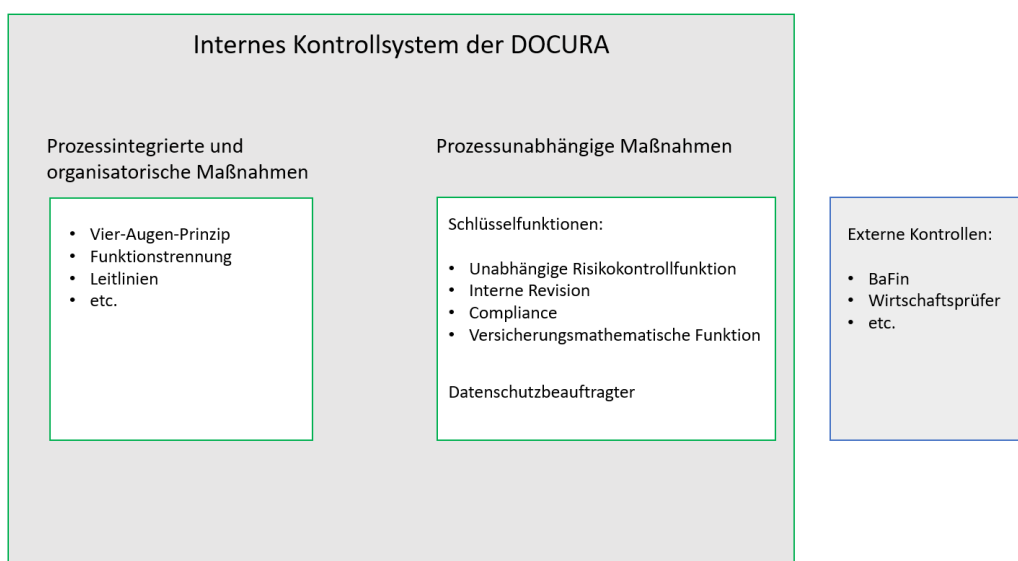 Internes Kontrollsystem der DOCURA
Prozessintegrierte und
organisatorische Maßnahmen
• Vier-Augen-Prinzip
• Funktionstrennung
• Leitlinien
• etc.
Prozessunabhängige Maßnahmen
Schlüsselfunktionen:
• Unabhängige Risikokontrollfunktion
• Interne Revision
• Compliance
• Versicherungsmathematische Funktion
Datenschutzbeauftragter
Externe Kontrollen:
• BaFin
• Wirtschaftsprüfer
• etc.